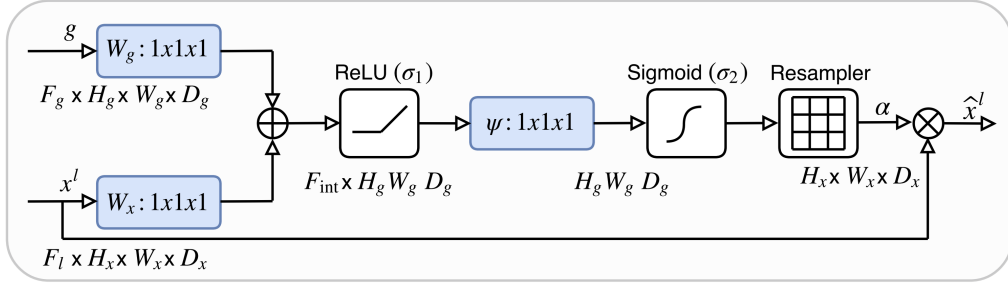 g
W_g : 1x1x1
F_g x H_g x W_g x D_g
ReLU (σ_1)
Sigmoid (σ_2)
Resampler
ψ : 1x1x1
α
x̂^l
F_int x H_g W_g D_g
H_g W_g D_g
H_x x W_x x D_x
x^l
W_x : 1x1x1
F_l x H_x x W_x x D_x